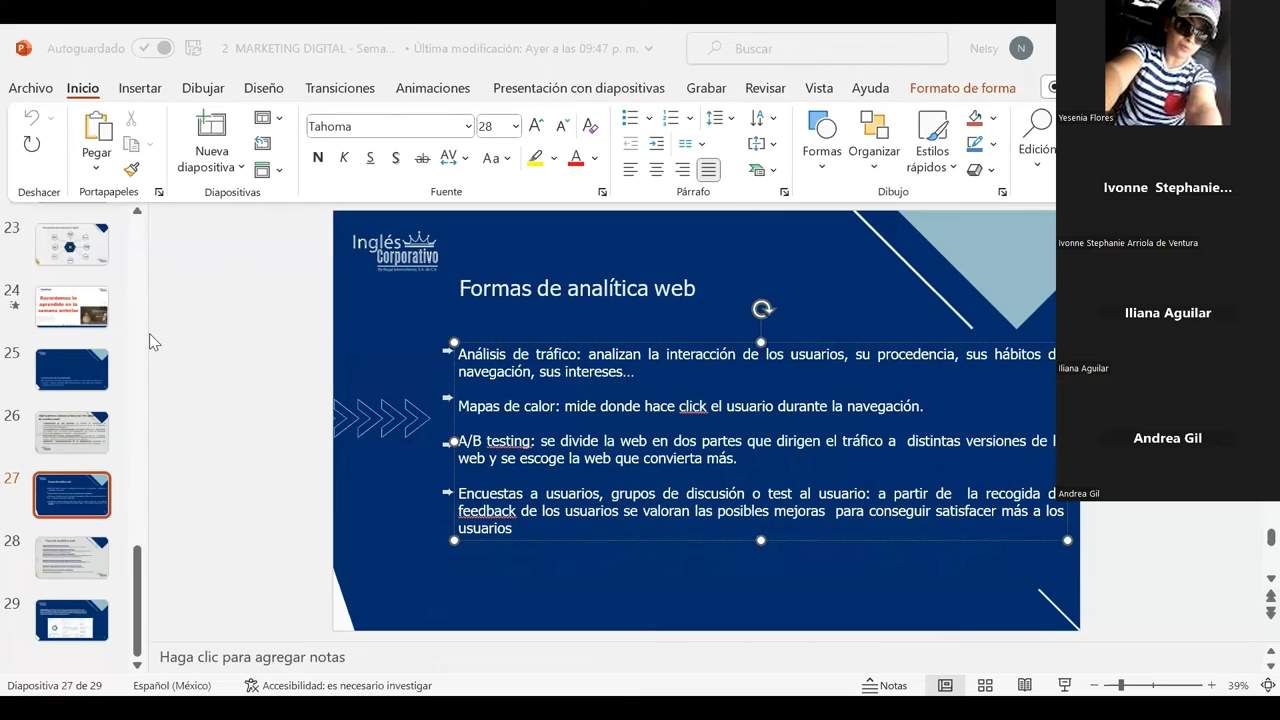 Autoguardado
2 MARKETING DIGITAL - Sema... • Última modificación: Ayer a las 09:47 p. m.
Buscar
Nelsy
N
Archivo
Inicio
Insertar
Dibujar
Diseño
Transiciones
Animaciones
Presentación con diapositivas
Grabar
Revisar
Vista
Ayuda
Formato de forma
Pegar
Nueva
diapositiva
Tahoma
28
N K S S ab AV Aa A
Formas
Organizar
Estilos
rápidos
Edición
Deshacer
Portapapeles
Diapositivas
Fuente
Párrafo
Dibujo
Yesenia Flores
Ivonne Stephanie...
Ivonne Stephanie Arriola de Ventura
Iliana Aguilar
Iliana Aguilar
Andrea Gil
Andrea Gil
23
24
Recordemos lo
aprendido en la
semana anterior
25
26
27
28
29
Inglés
Corporativo
Formas de analítica web
Análisis de tráfico: analizan la interacción de los usuarios, su procedencia, sus hábitos d
navegación, sus intereses...
Mapas de calor: mide donde hace click el usuario durante la navegación.
A/B testing: se divide la web en dos partes que dirigen el tráfico a distintas versiones de l
web y se escoge la web que convierta más.
Encuestas a usuarios, grupos de discusión y voz al usuario: a partir de la recogida d
feedback de los usuarios se valoran las posibles mejoras para conseguir satisfacer más a los
usuarios
Haga clic para agregar notas
Diapositiva 27 de 29
Español (México)
Accesibilidad: es necesario investigar
Notas
39%